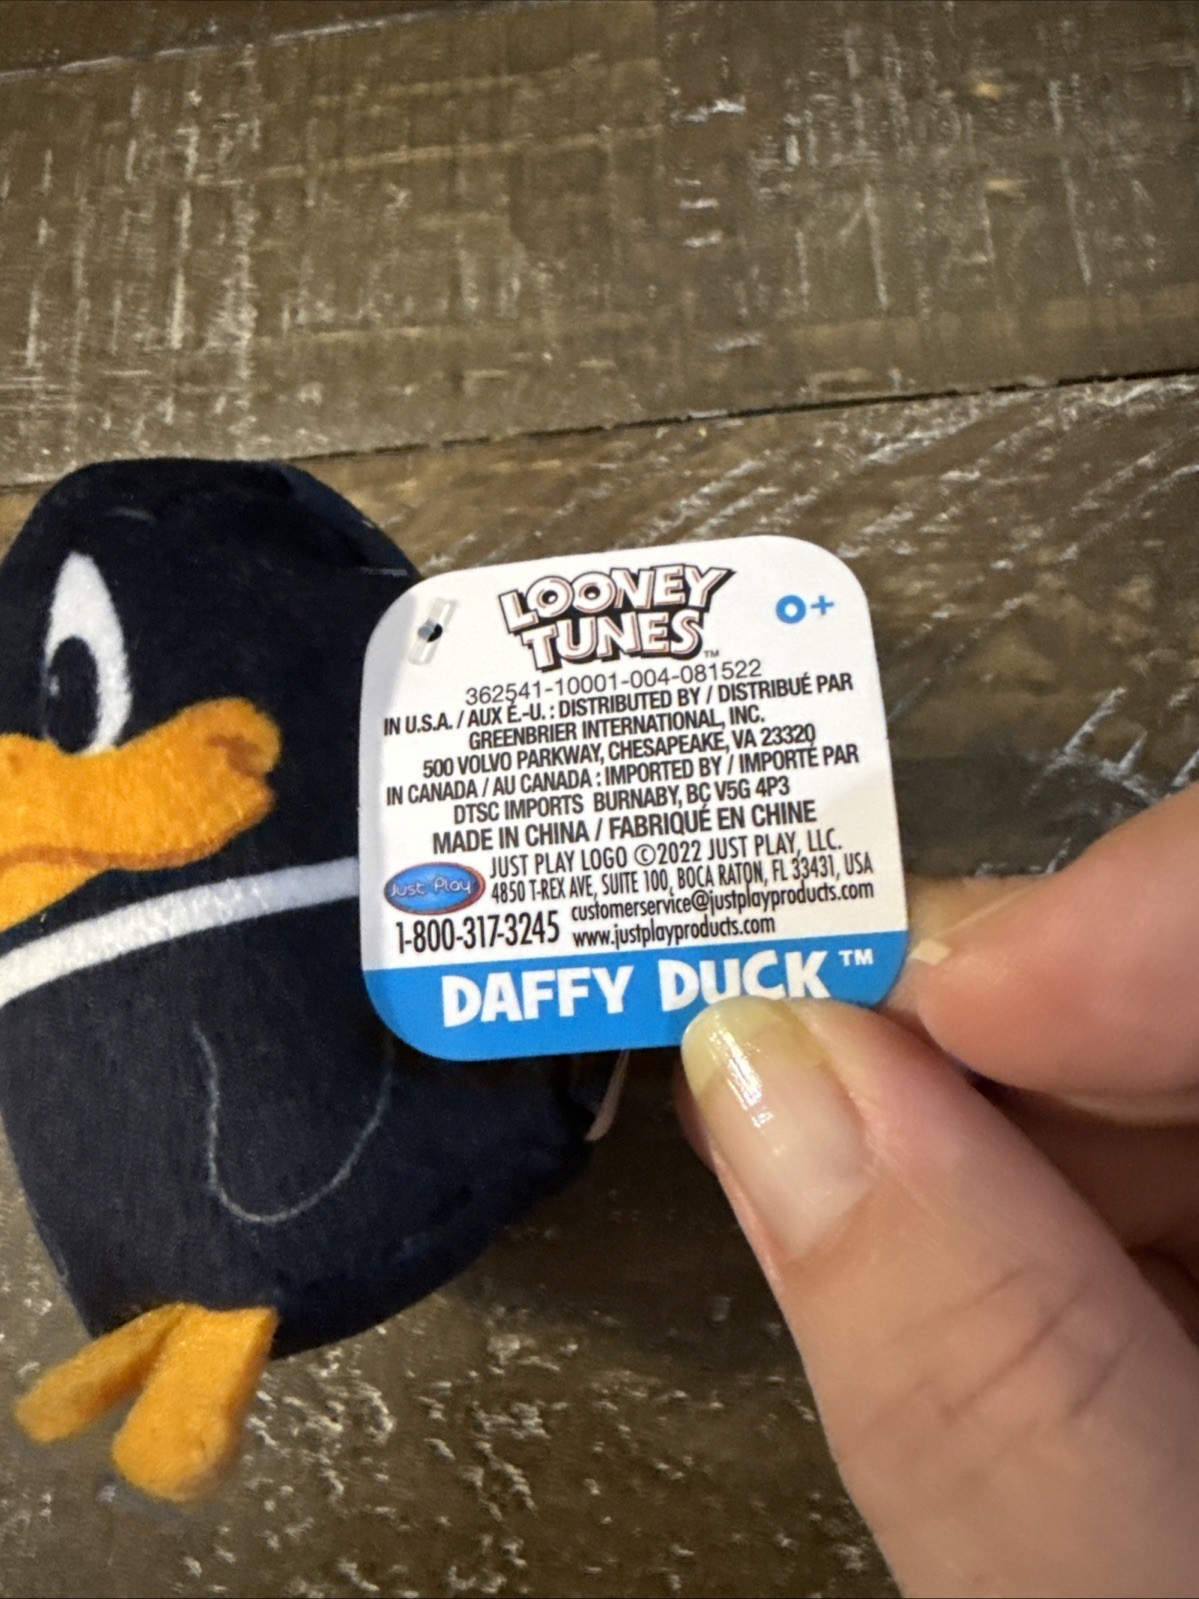 LOONEY
TUNES™
0+
362541-10001-004-081522
IN U.S.A. / AUX É.-U. : DISTRIBUTED BY / DISTRIBUÉ PAR
GREENBRIER INTERNATIONAL, INC.
500 VOLVO PARKWAY, CHESAPEAKE, VA 23320
IN CANADA / AU CANADA : IMPORTED BY / IMPORTÉ PAR
DTSC IMPORTS BURNABY, BC V5G 4P3
MADE IN CHINA / FABRIQUÉ EN CHINE
Just Play
JUST PLAY LOGO ©2022 JUST PLAY, LLC.
4850 T-REX AVE, SUITE 100, BOCA RATON, FL 33431, USA
customerservice@justplayproducts.com
1-800-317-3245 www.justplayproducts.com
DAFFY DUCK™